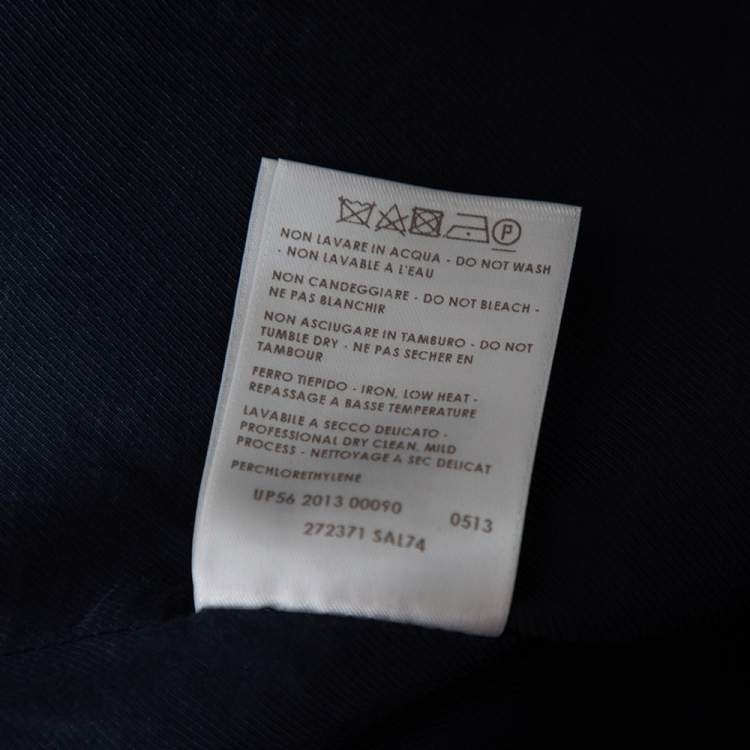 P
NON LAVARE IN ACQUA - DO NOT WASH
- NON LAVABLE A L'EAU
NON CANDEGGIARE - DO NOT BLEACH -
NE PAS BLANCHIR
NON ASCIUGARE IN TAMBURO - DO NOT
TUMBLE DRY - NE PAS SECHER EN
TAMBOUR
FERRO TIEPIDO - IRON, LOW HEAT -
REPASSAGE A BASSE TEMPERATURE
LAVABILE A SECCO DELICATO -
PROFESSIONAL DRY CLEAN, MILD
PROCESS - NETTOYAGE A SEC DELICAT
PERCHLORETHYLENE
UP56 2013 00090 0513
272371 SAL74